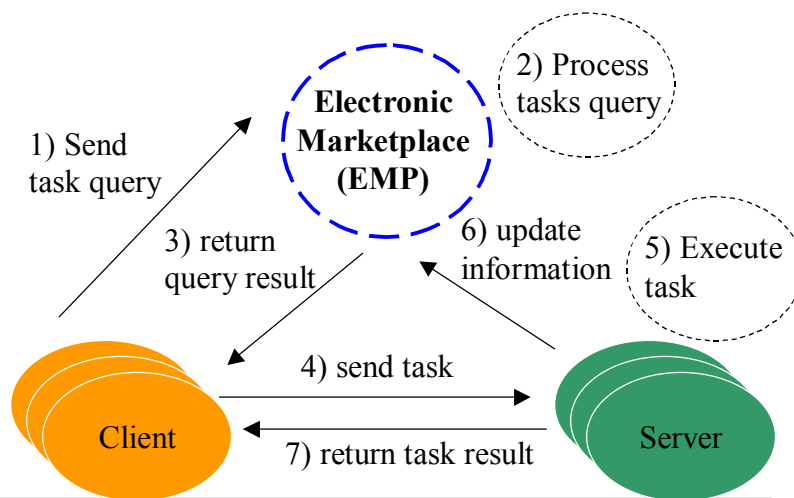 2) Process
tasks query
Electronic
Marketplace
(EMP)
1) Send
task query
3) return
query result
6) update
information
5) Execute
task
4) send task
Client
Server
7) return task result